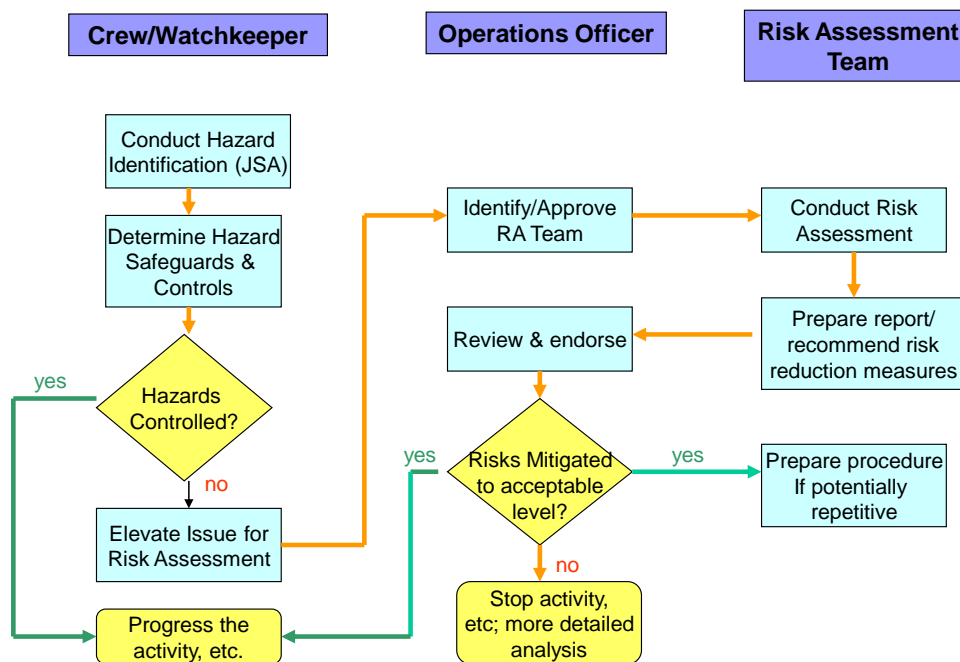 Crew/Watchkeeper
Operations Officer
Risk Assessment
Team
Conduct Hazard
Identification (JSA)
Determine Hazard
Safeguards &
Controls
yes
Hazards
Controlled?
no
Elevate Issue for
Risk Assessment
Progress the
activity, etc.
Identify/Approve
RA Team
Review & endorse
yes
Risks Mitigated
to acceptable
level?
yes
no
Stop activity,
etc; more detailed
analysis
Conduct Risk
Assessment
Prepare report/
recommend risk
reduction measures
Prepare procedure
If potentially
repetitive